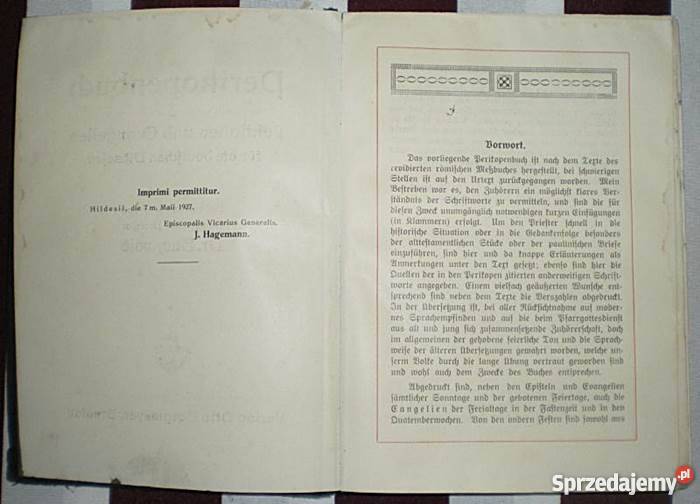 Imprimi permittitur.
Hildesii, die 7 m. Maii 1927.
Episcopalis Vicarius Generalis.
J. Hagemann.
Vorwort.
Das vorliegende Perikopenbuch ist nach dem Texte des
revidierten römischen Meßbuches hergestellt, bei schwierigen
Stellen ist auf den Urtext zurückgegangen worden. Mein
Bestreben war es, den Zuhörern ein möglichst klares Ver-
ständnis der Schriftworte zu vermitteln, und sind die für
diesen Zweck unumgänglich notwendigen kurzen Einfügungen
(in Klammern) erfolgt. Um den Priester schnell in die
historische Situation oder in die Gedankenfolge besonders
der alttestamentlichen Stücke oder der paulinischen Briefe
einzuführen, sind hier und da knappe Erläuterungen als
Anmerkungen unter den Text gesetzt; ebenso sind hier die
Quellen der in den Perikopen zitierten anderweitigen Schrift-
worte angegeben. Einem vielfach geäußerten Wunsche ent-
sprechend sind neben dem Texte die Verszahlen abgedruckt.
In der Übersetzung ist, bei aller Rücksichtnahme auf moder-
nes Sprachempfinden und auf die beim Pfarrgottesdienst
aus alt und jung sich zusammensetzende Zuhörerschaft, doch
im allgemeinen der gehobene feierliche Ton und die Sprach-
weise der älteren Übersetzungen gewahrt worden, welche un-
serm Volke durch die lange Übung vertraut geworden sind
und wohl auch dem Zwecke des Buches entsprechen.
Abgedruckt sind, neben den Episteln und Evangelien
sämtlicher Sonntage und der gebotenen Feiertage, auch die
Evangelien der Ferialtage in der Fastenzeit und in den
Quatemberwochen. Von den andern Festen sind sowohl aus
Sprzedajemy.pl